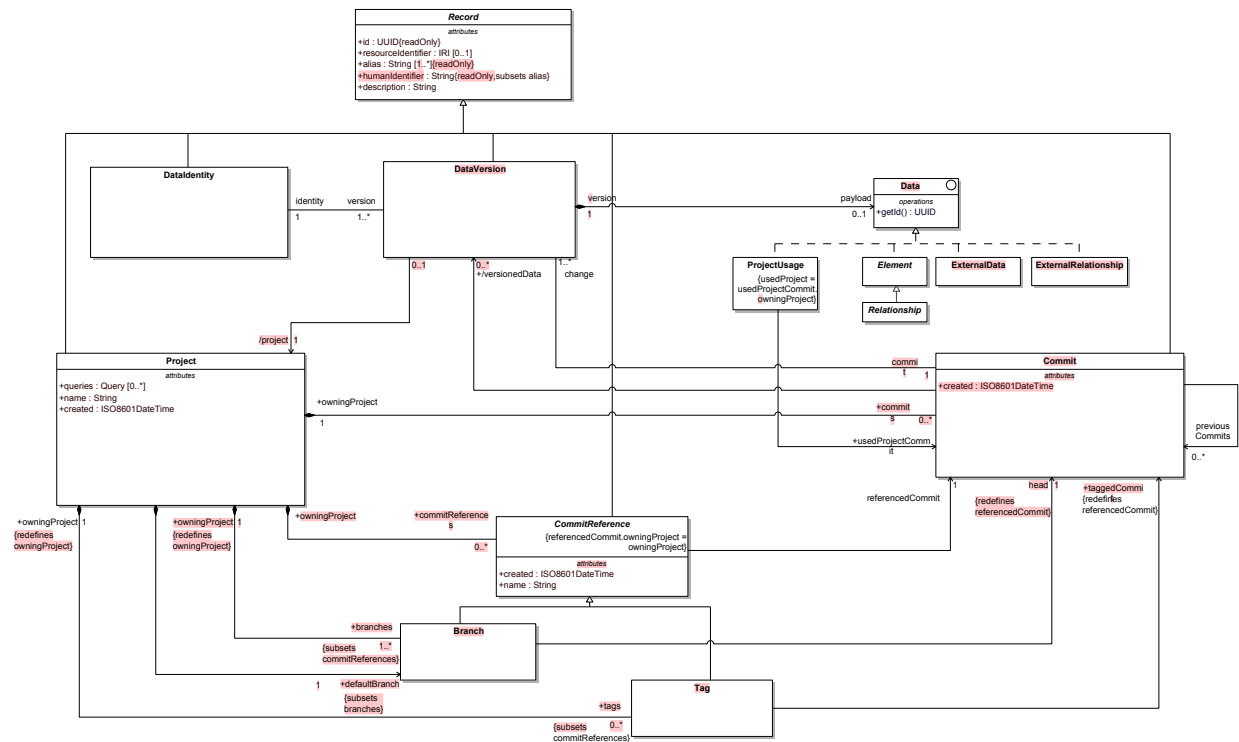 Record
attributes
+id : UUID{readOnly}
+resourceIdentifier : IRI [0..1]
+alias : String [1..*]{readOnly}
+humanIdentifier : String{readOnly,subsets alias}
+description : String
DataIdentity
DataVersion
identity
version
1
1..*
version
1
payload
0..1
Data
operations
+getId() : UUID
ProjectUsage
{usedProject =
usedProjectCommit.
owningProject}
Element
ExternalData
ExternalRelationship
Relationship
0..1
0..*
+/versionedData
1..*
change
/project
1
Project
attributes
+queries : Query [0..*]
+name : String
+created : ISO8601DateTime
Commit
attributes
+created : ISO8601DateTime
commi
t
1
+owningProject
1
+commit
s
0..*
+usedProjectComm
it
previous
Commits
0..*
referencedCommit
1
head
1
{redefines
referencedCommit}
+taggedCommi
t
{redefines
referencedCommit}
+owningProject
1
{redefines
owningProject}
+owningProject
1
{redefines
owningProject}
+owningProject
+commitReference
s
0..*
CommitReference
{referencedCommit.owningProject =
owningProject}
attributes
+created : ISO8601DateTime
+name : String
+branches
{subsets
commitReferences}
1..*
Branch
1
+defaultBranch
{subsets
branches}
Tag
+tags
{subsets
commitReferences}
0..*